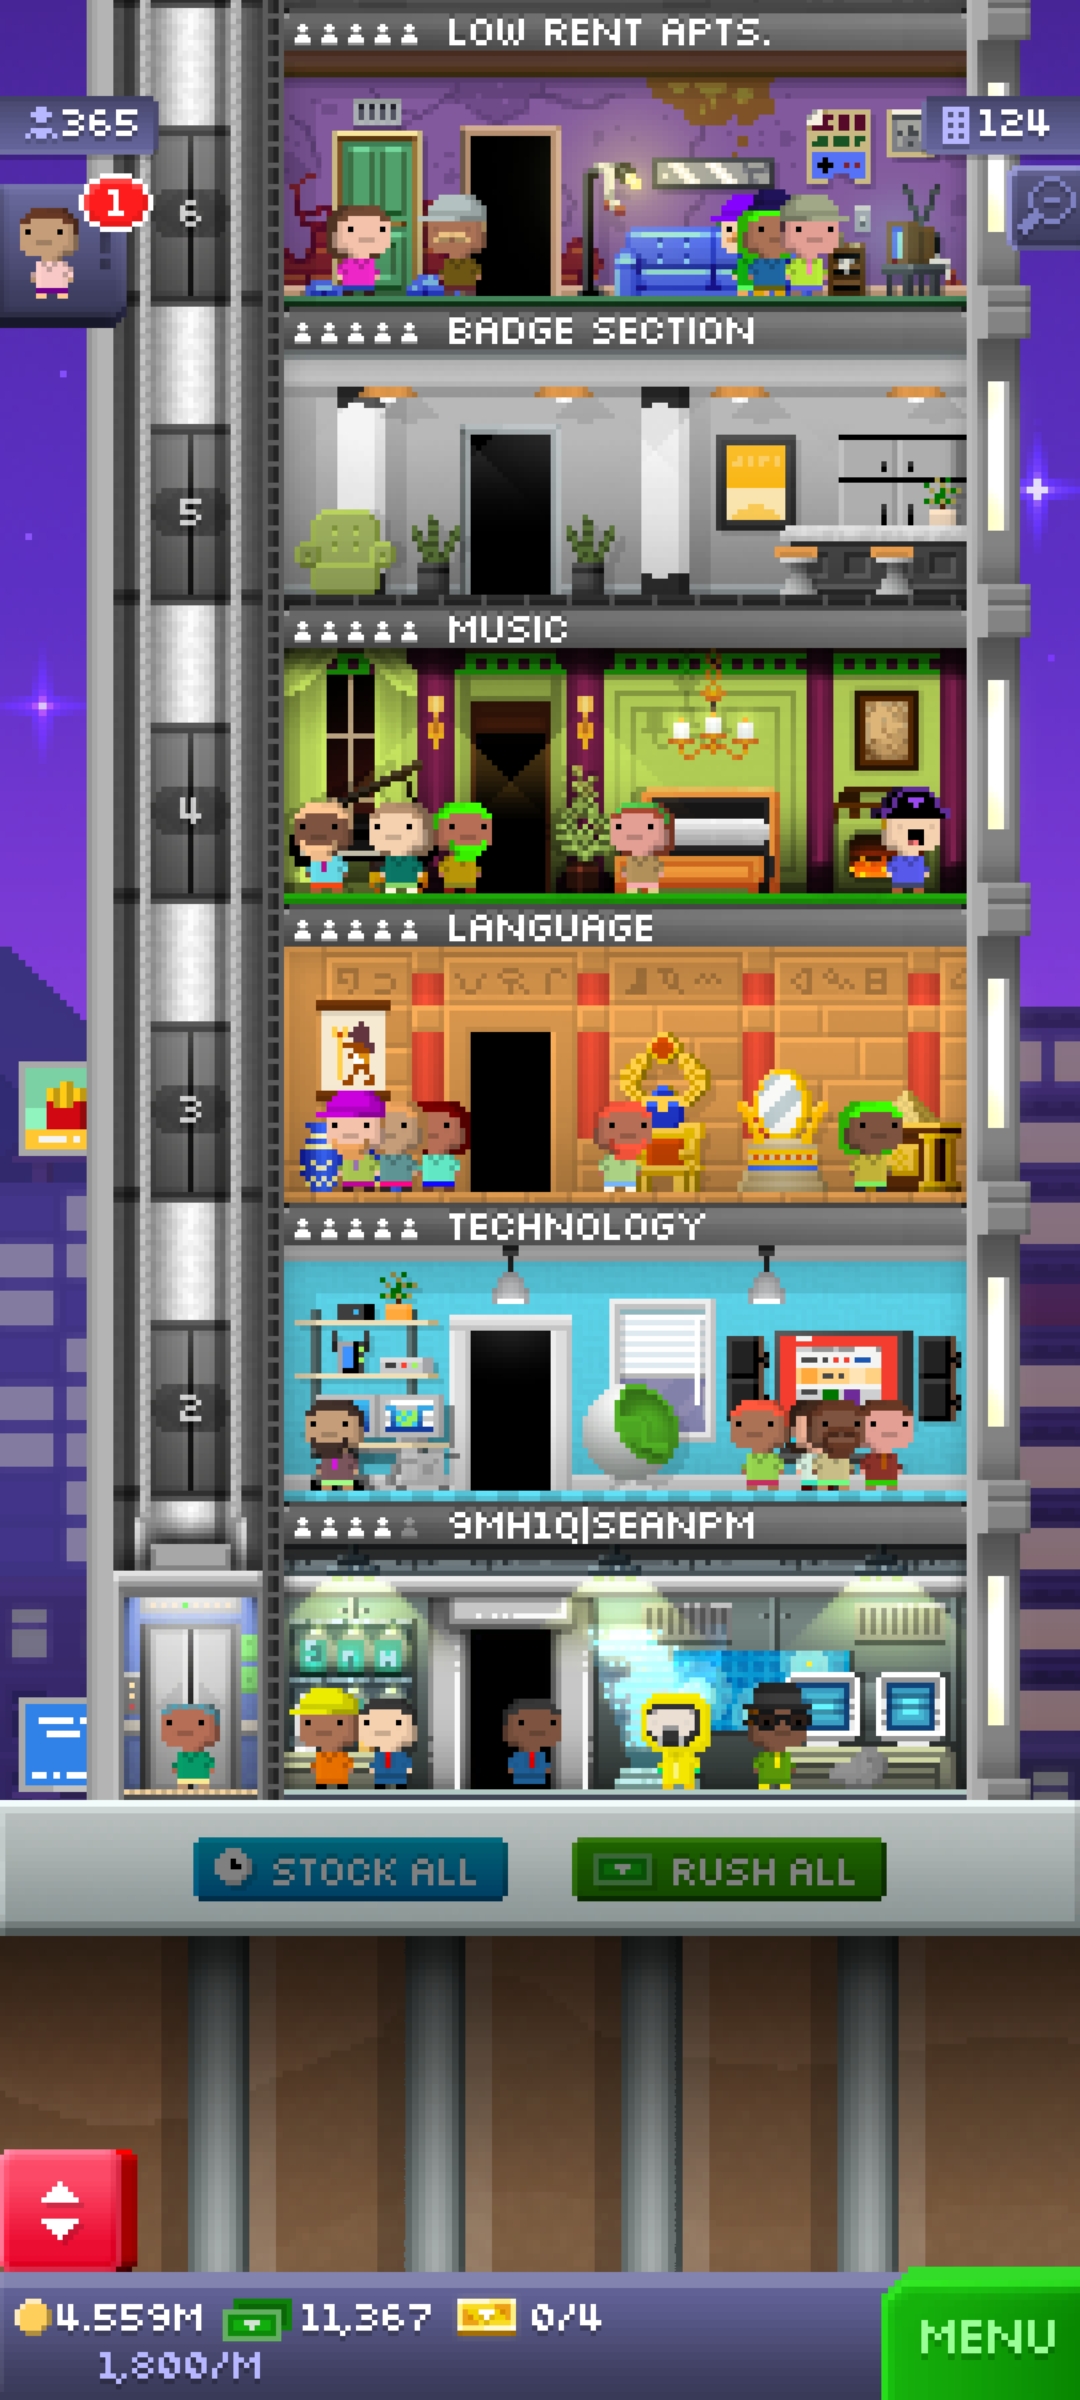 LOW RENT APTS.
365
124
1
6
BADGE SECTION
5
MUSIC
4
LANGUAGE
3
TECHNOLOGY
2
9MH1Q|SEANPM
STOCK ALL
RUSH ALL
4.559M
11,367
0/4
1,800/M
MENU